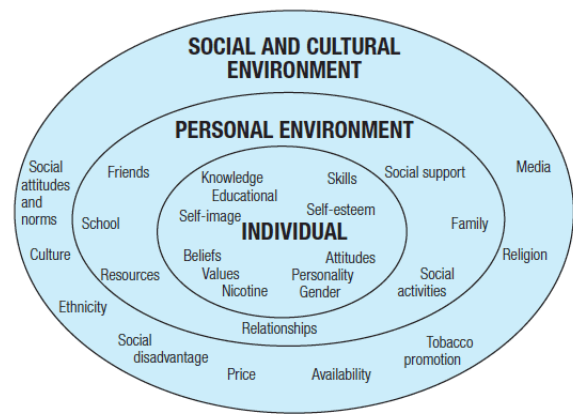 SOCIAL AND CULTURAL
ENVIRONMENT
PERSONAL ENVIRONMENT
Social
attitudes
and
norms
Friends
Knowledge
Educational
Skills
Social support
Media
Self-image
Self-esteem
School
Family
INDIVIDUAL
Culture
Beliefs
Attitudes
Religion
Resources
Values
Personality
Social
activities
Nicotine
Gender
Ethnicity
Relationships
Social
disadvantage
Tobacco
promotion
Price
Availability